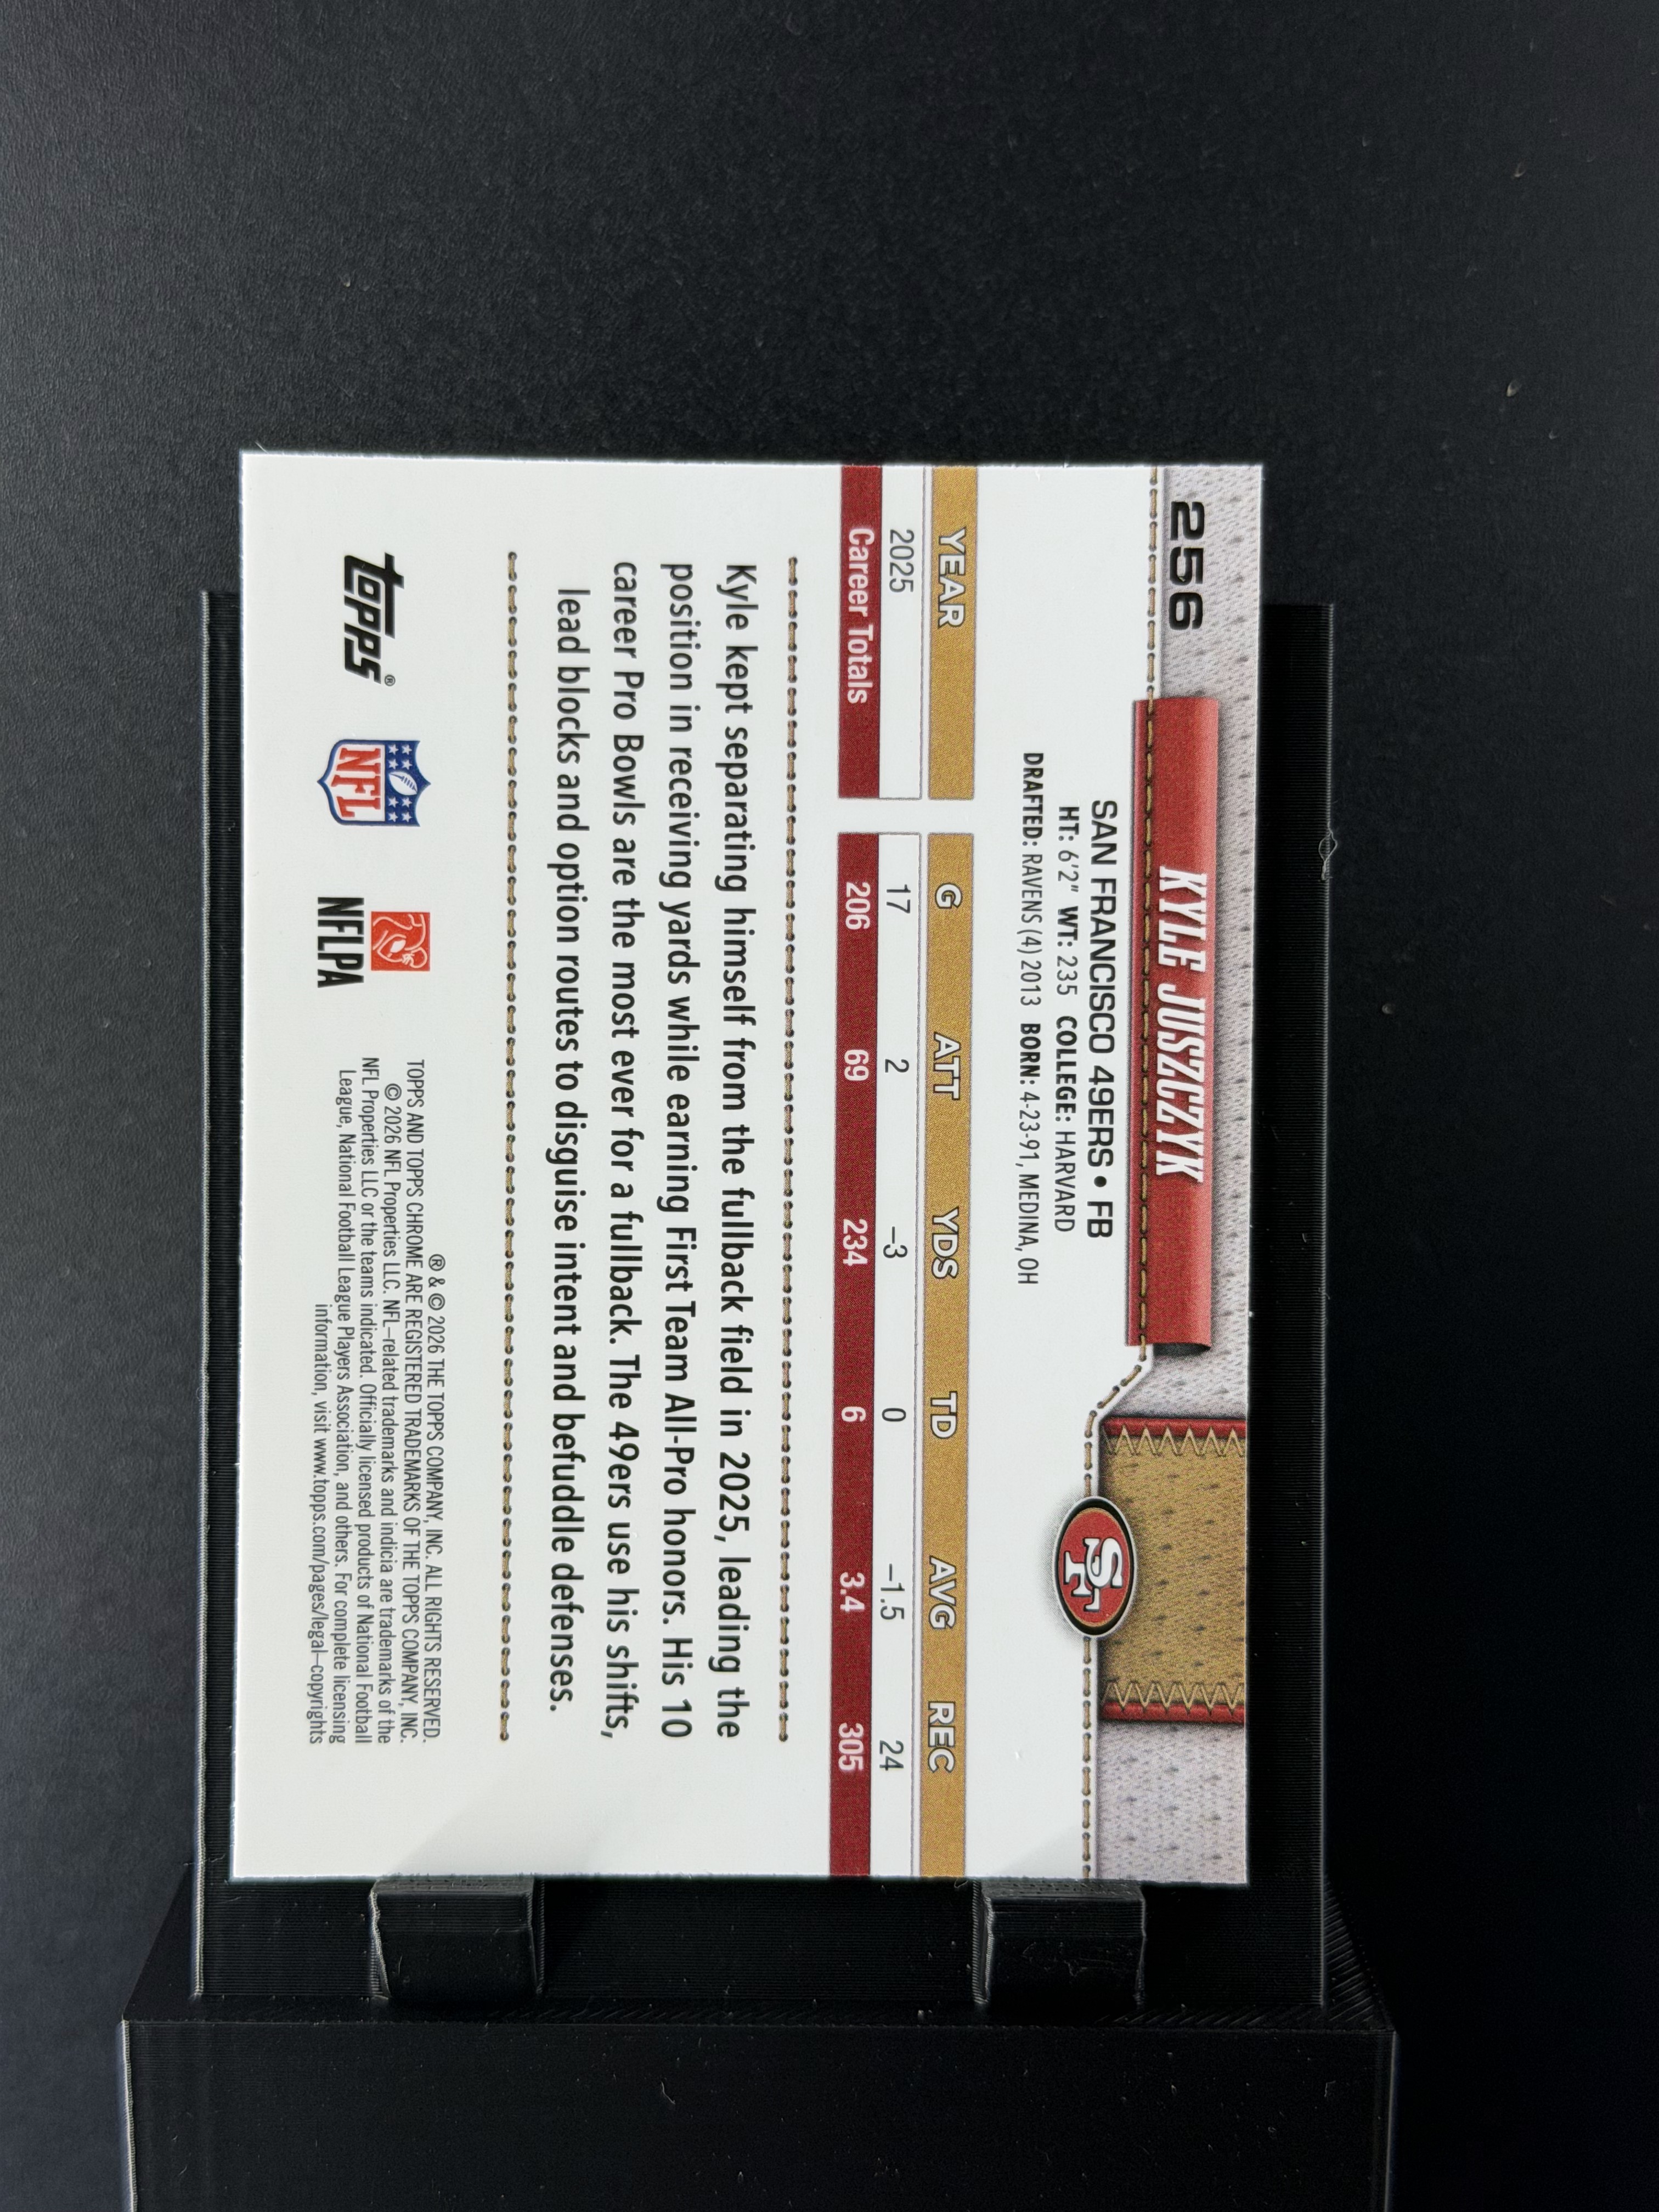 256
KYLE JUSZCZYK
SAN FRANCISCO 49ERS • FB
HT: 6'2" WT: 235 COLLEGE: HARVARD
DRAFTED: RAVENS (4) 2013 BORN: 4-23-91, MEDINA, OH
SF
YEAR G ATT YDS TD AVG REC
2025 17 2 –3 0 –1.5 24
Career Totals 206 69 234 6 3.4 305
Kyle kept separating himself from the fullback field in 2025, leading the
position in receiving yards while earning First Team All-Pro honors. His 10
career Pro Bowls are the most ever for a fullback. The 49ers use his shifts,
lead blocks and option routes to disguise intent and befuddle defenses.
topps®
NFL
NFLPA
® & © 2026 THE TOPPS COMPANY, INC. ALL RIGHTS RESERVED.
TOPPS AND TOPPS CHROME ARE REGISTERED TRADEMARKS OF THE TOPPS COMPANY, INC.
© 2026 NFL Properties LLC. NFL–related trademarks and indicia are trademarks of the
NFL Properties LLC or the teams indicated. Officially licensed products of National Football
League, National Football League Players Association, and others. For complete licensing
information, visit www.topps.com/pages/legal–copyrights